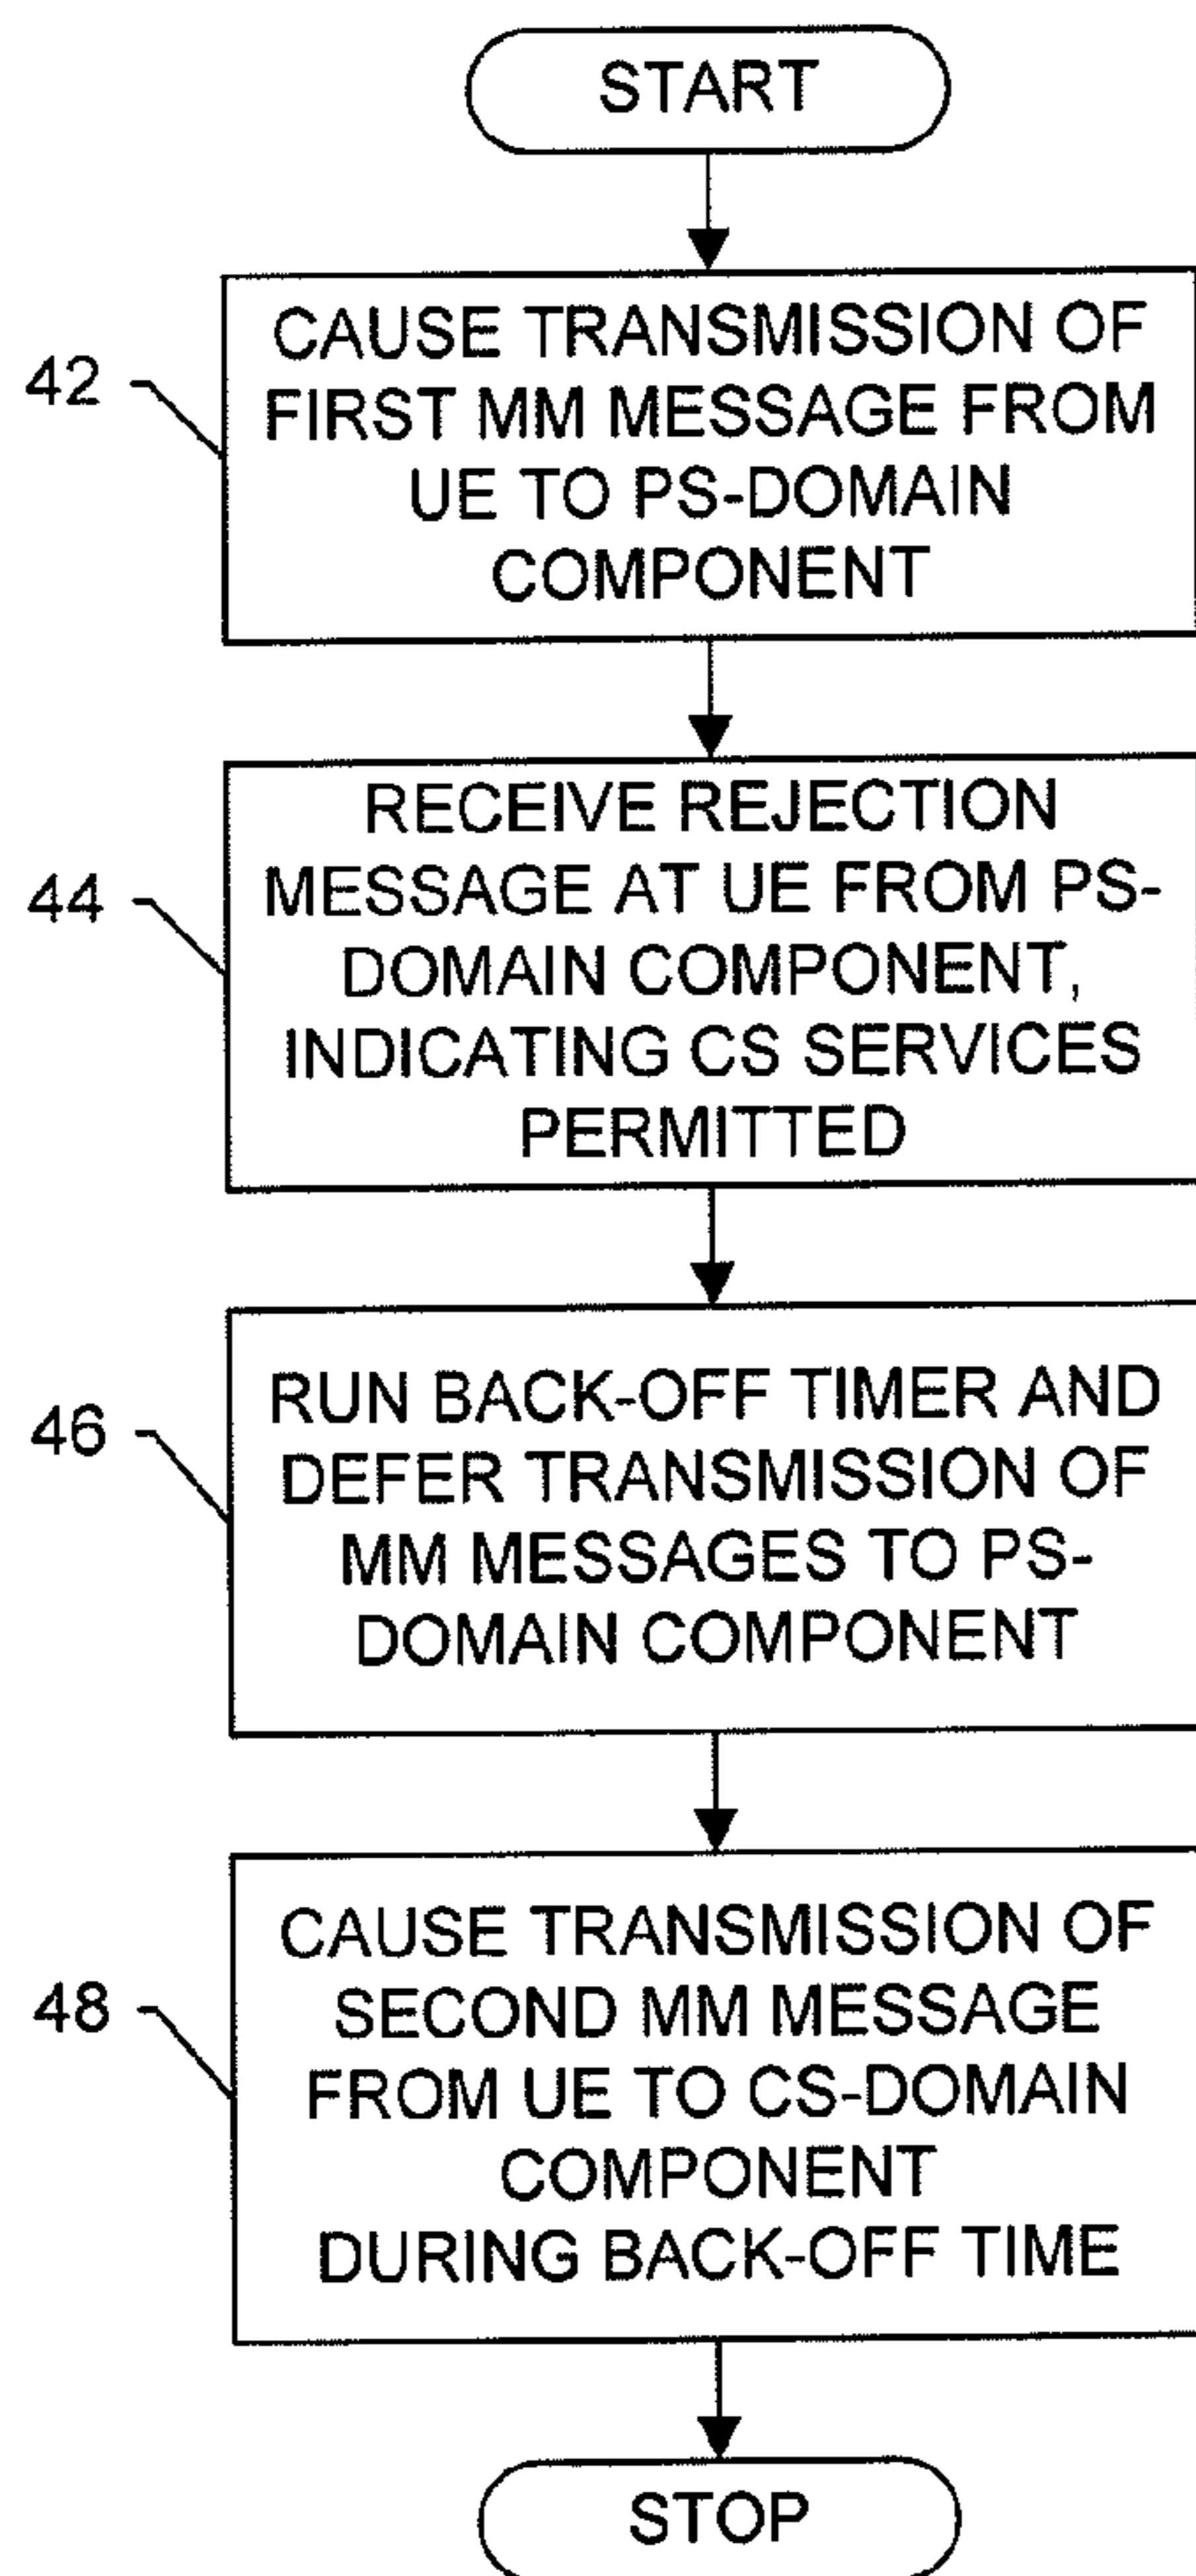 START
42
CAUSE TRANSMISSION OF
FIRST MM MESSAGE FROM
UE TO PS-DOMAIN
COMPONENT
44
RECEIVE REJECTION
MESSAGE AT UE FROM PS-
DOMAIN COMPONENT,
INDICATING CS SERVICES
PERMITTED
46
RUN BACK-OFF TIMER AND
DEFER TRANSMISSION OF
MM MESSAGES TO PS-
DOMAIN COMPONENT
48
CAUSE TRANSMISSION OF
SECOND MM MESSAGE
FROM UE TO CS-DOMAIN
COMPONENT
DURING BACK-OFF TIME
STOP